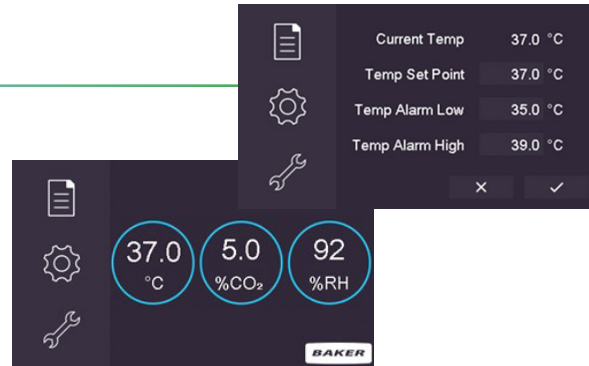 Current Temp 37.0 °C
Temp Set Point 37.0 °C
Temp Alarm Low 35.0 °C
Temp Alarm High 39.0 °C
37.0 5.0 92
°C %CO₂ %RH
BAKER